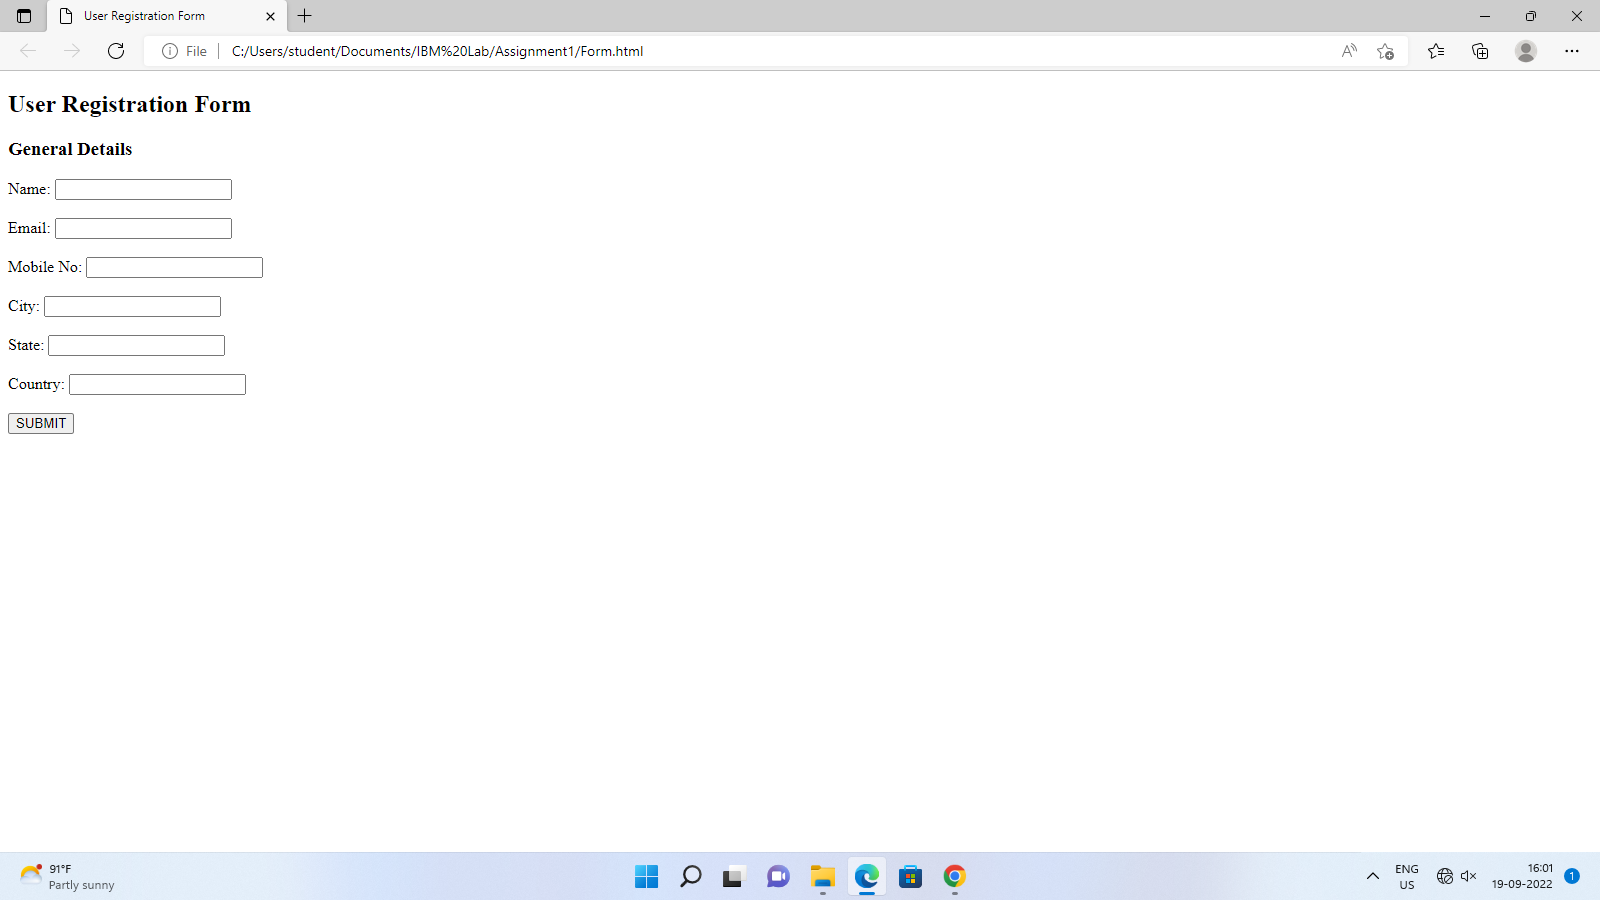 User Registration Form
File
C:/Users/student/Documents/IBM%20Lab/Assignment1/Form.html
User Registration Form
General Details
Name:
Email:
Mobile No:
City:
State:
Country:
SUBMIT
91°F
Partly sunny
ENG
US
16:01
19-09-2022
1